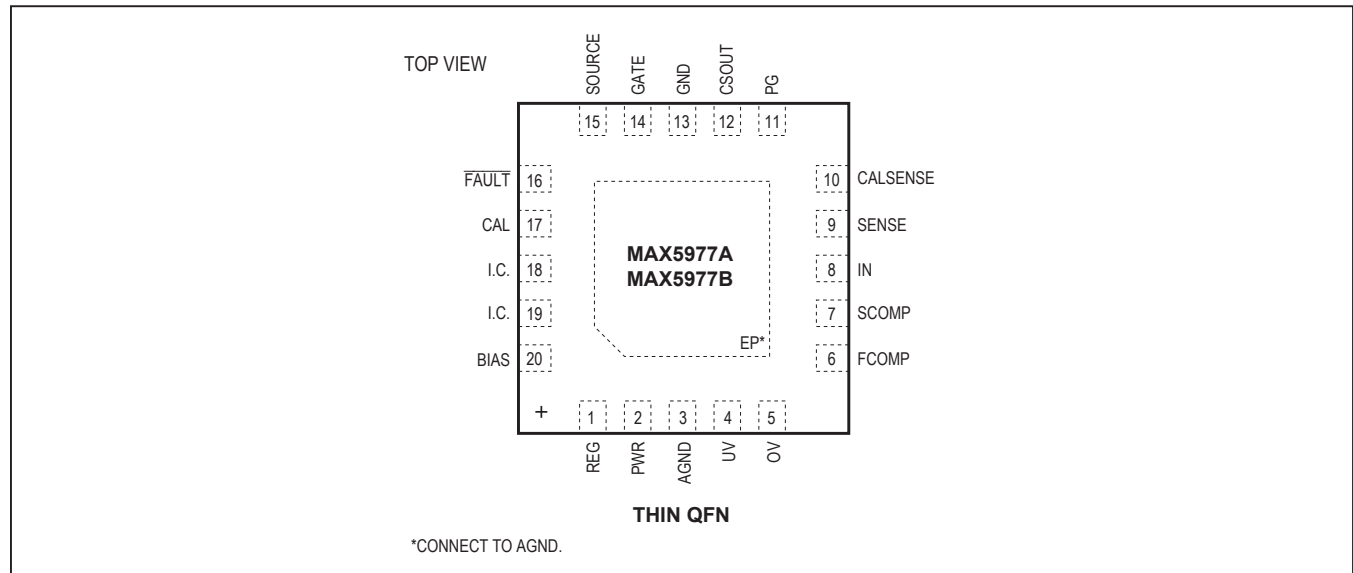 TOP VIEW
SOURCE
GATE
GND
CSOUT
PG
15 14 13 12 11
FAULT 16
CAL 17
I.C. 18
I.C. 19
BIAS 20
10 CALSENSE
9 SENSE
8 IN
7 SCOMP
6 FCOMP
MAX5977A
MAX5977B
EP*
+
1 2 3 4 5
REG
PWR
AGND
UV
OV
THIN QFN
*CONNECT TO AGND.